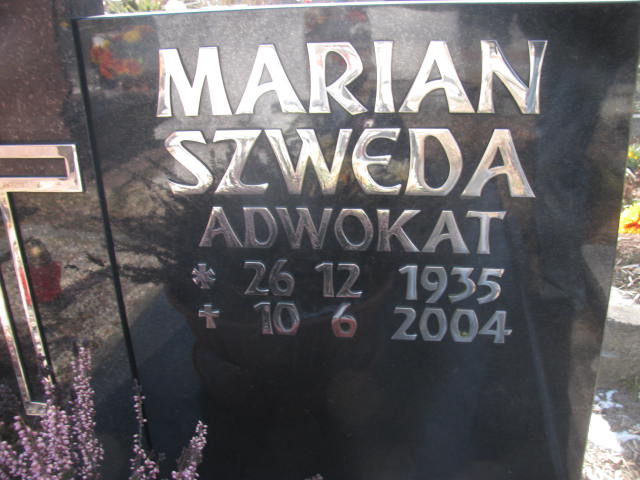 MARIAN
SZWEDA
ADWOKAT
* 26 12 1935
† 10 6 2004